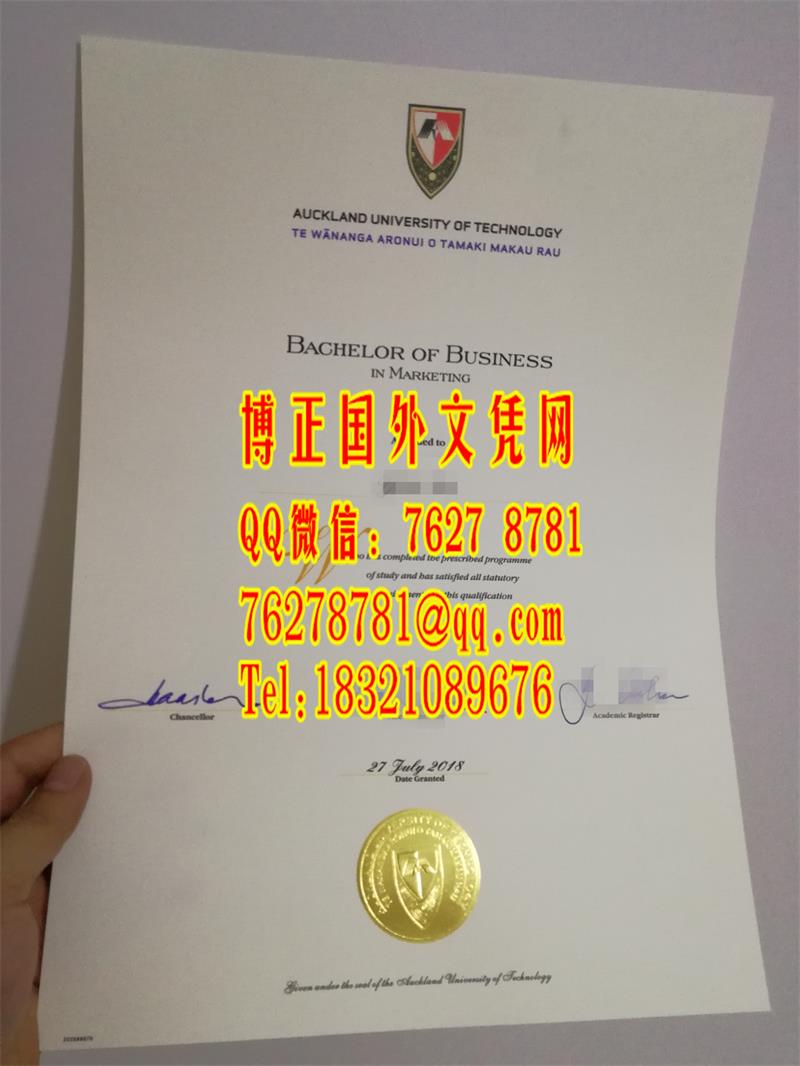 AUCKLAND UNIVERSITY OF TECHNOLOGY
TE WĀNANGA ARONUI O TAMAKI MAKAU RAU
BACHELOR OF BUSINESS
IN MARKETING
博正国外文凭网
to
QQ微信：7627 8781
has completed the prescribed programme
of study and has satisfied all statutory
this qualification
76278781@qq.com
Tel:18321089676
Chancellor
Academic Registrar
27 July 2018
Date Granted
Given under the seal of the Auckland University of Technology